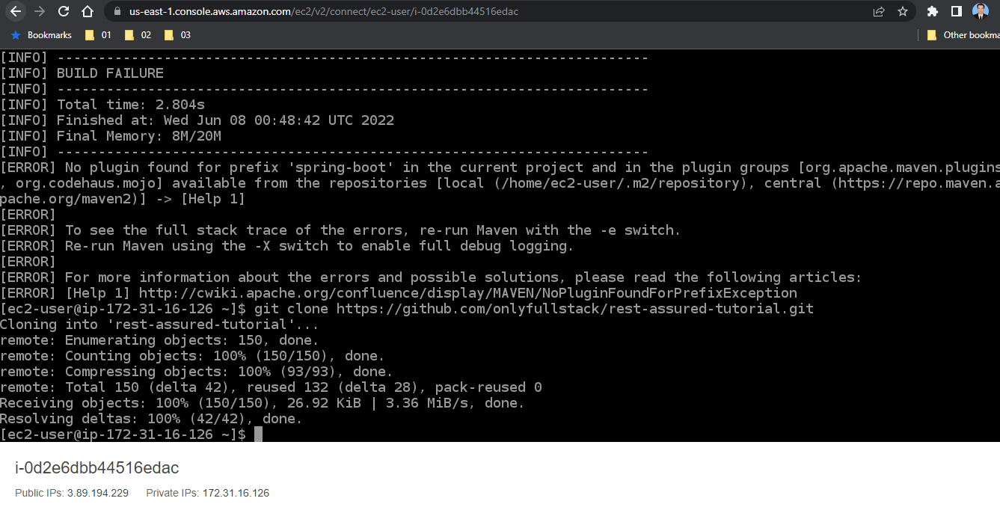 us-east-1.console.aws.amazon.com/ec2/v2/connect/ec2-user/i-0d2e6dbb44516edac
Bookmarks 01 02 03 Other bookma
[INFO] ------------------------------------------------------------------------
[INFO] BUILD FAILURE
[INFO] ------------------------------------------------------------------------
[INFO] Total time: 2.804s
[INFO] Finished at: Wed Jun 08 00:48:42 UTC 2022
[INFO] Final Memory: 8M/20M
[INFO] ------------------------------------------------------------------------
[ERROR] No plugin found for prefix 'spring-boot' in the current project and in the plugin groups [org.apache.maven.plugins
, org.codehaus.mojo] available from the repositories [local (/home/ec2-user/.m2/repository), central (https://repo.maven.a
pache.org/maven2)] -> [Help 1]
[ERROR]
[ERROR] To see the full stack trace of the errors, re-run Maven with the -e switch.
[ERROR] Re-run Maven using the -X switch to enable full debug logging.
[ERROR]
[ERROR] For more information about the errors and possible solutions, please read the following articles:
[ERROR] [Help 1] http://cwiki.apache.org/confluence/display/MAVEN/NoPluginFoundForPrefixException
[ec2-user@ip-172-31-16-126 ~]$ git clone https://github.com/onlyfullstack/rest-assured-tutorial.git
Cloning into 'rest-assured-tutorial'...
remote: Enumerating objects: 150, done.
remote: Counting objects: 100% (150/150), done.
remote: Compressing objects: 100% (93/93), done.
remote: Total 150 (delta 42), reused 132 (delta 28), pack-reused 0
Receiving objects: 100% (150/150), 26.92 KiB | 3.36 MiB/s, done.
Resolving deltas: 100% (42/42), done.
[ec2-user@ip-172-31-16-126 ~]$
i-0d2e6dbb44516edac
Public IPs: 3.89.194.229 Private IPs: 172.31.16.126